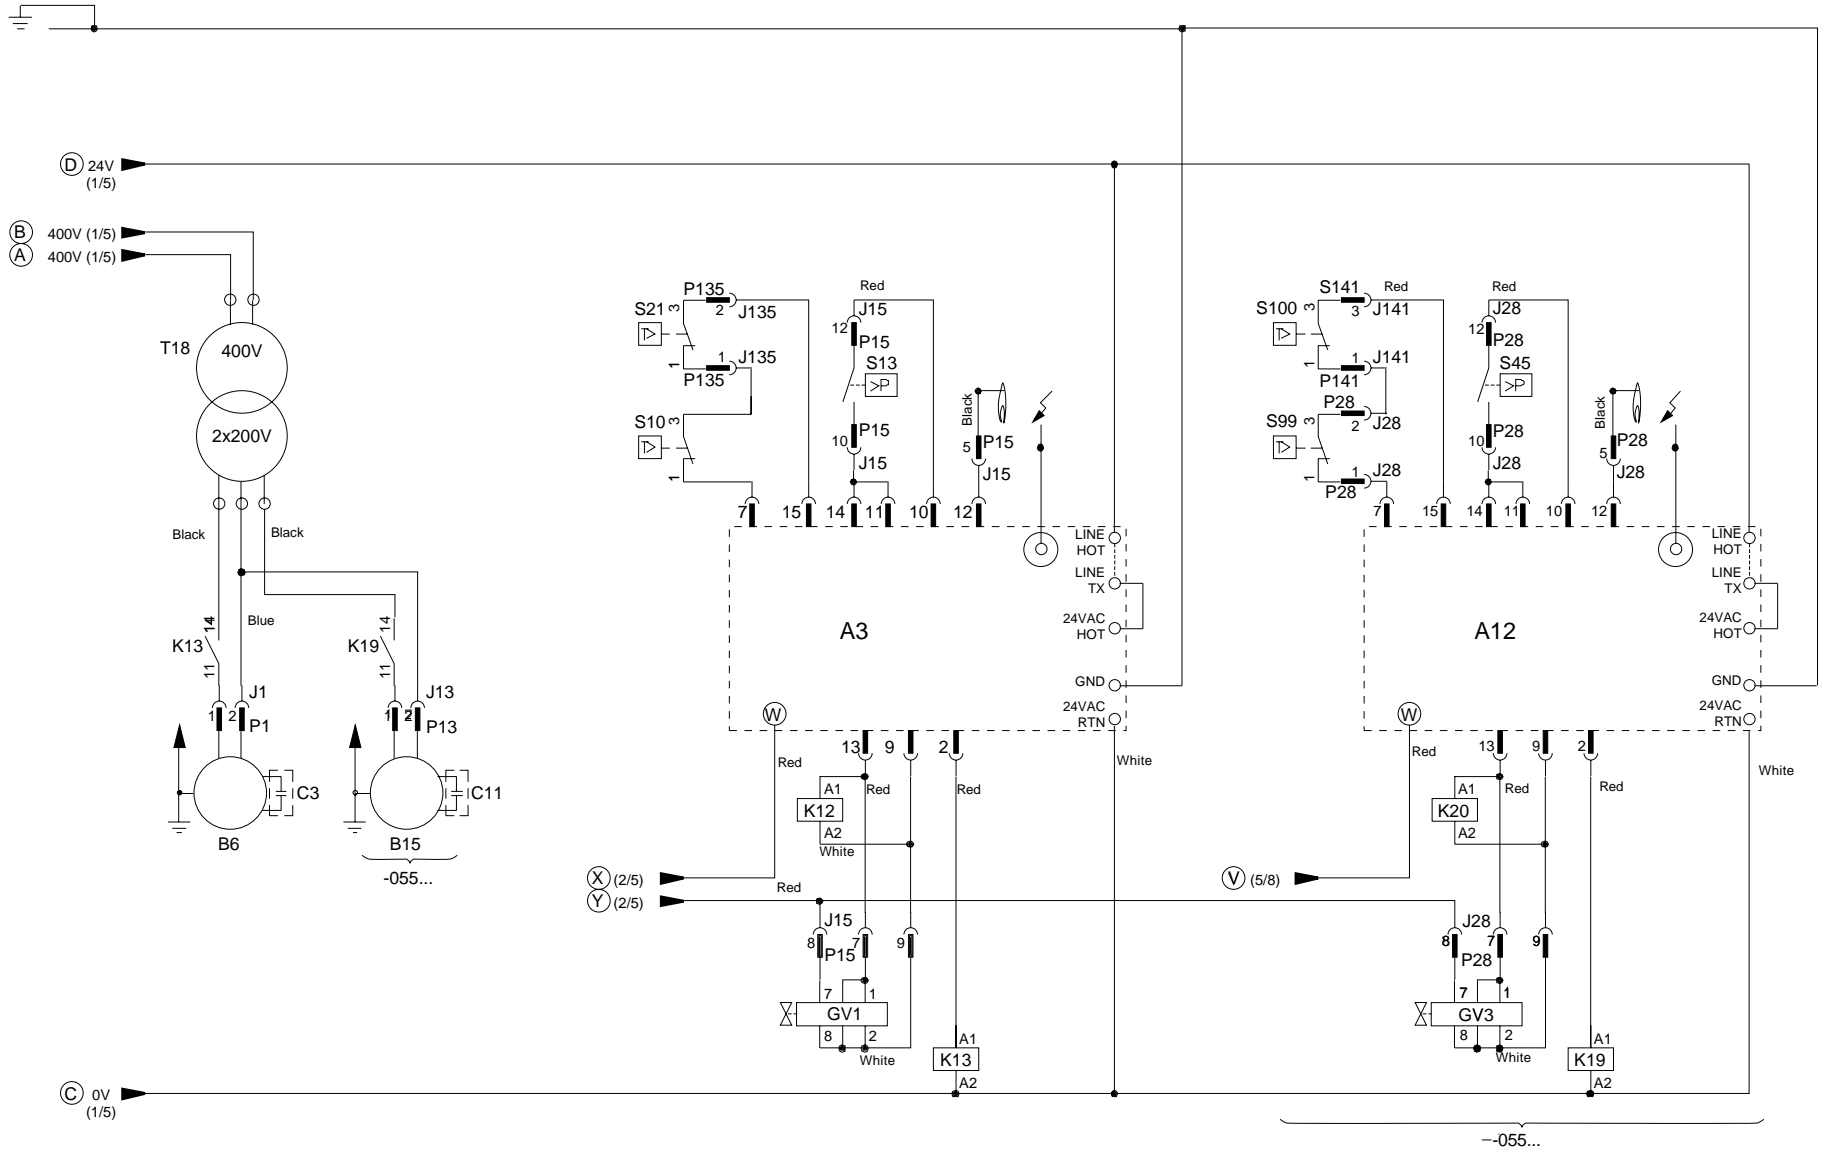 D 24V
(1/5)
B 400V (1/5)
A 400V (1/5)
T18
400V
2x200V
Black
Black
Blue
K13
14
11
K19
14
11
J1
1
2
P1
J13
1
2
P13
C3
B6
C11
B15
-055...
S21
3
P135
2
J135
1
J135
P135
S10
3
1
Red
J15
12
P15
S13
>P
P15
10
J15
Black
5
P15
J15
7
15
14
11
10
12
LINE
HOT
LINE
TX
24VAC
HOT
A3
GND
24VAC
RTN
W
Red
13
9
2
White
A1
Red
Red
K12
A2
White
X (2/5)
Red
Y (2/5)
J15
8
7
9
P15
7
1
GV1
8
2
White
A1
K13
A2
S141
Red
S100
3
3
J141
1
1
J141
P141
P28
S99
3
2
J28
1
J28
1
P28
Red
J28
12
P28
S45
>P
P28
10
J28
Black
P28
5
J28
7
15
14
11
10
12
LINE
HOT
LINE
TX
24VAC
HOT
A12
GND
24VAC
RTN
W
Red
13
9
2
White
A1
Red
Red
K20
A2
V (5/8)
J28
8
7
9
P28
7
1
GV3
8
2
White
A1
K19
A2
C 0V
(1/5)
--055...